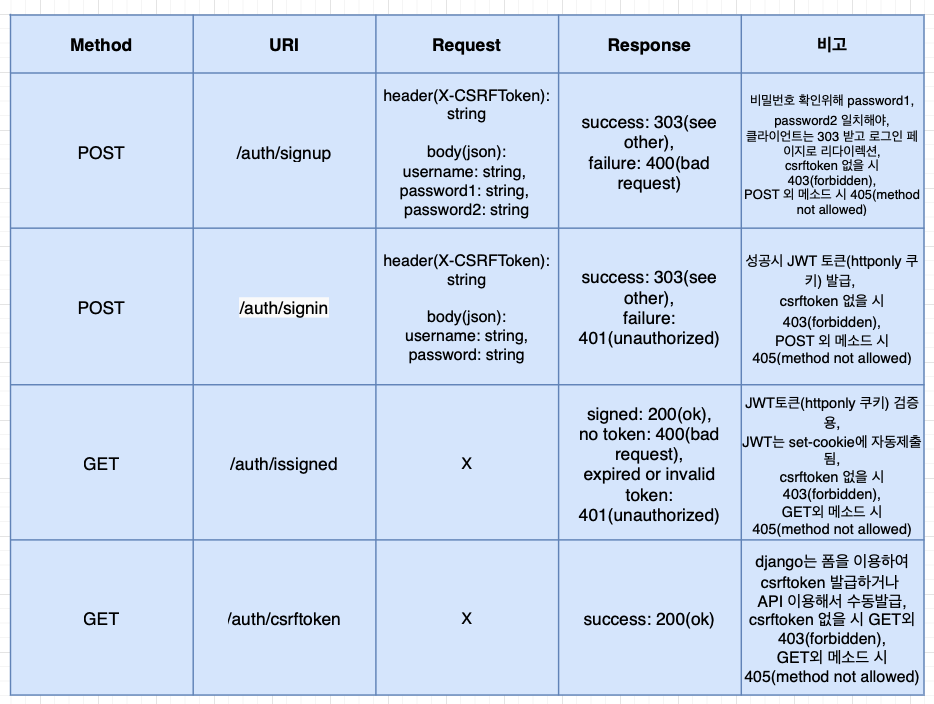 Method
URI
Request
Response
비고
POST
/auth/signup
header(X-CSRFToken):
string
body(json):
username: string,
password1: string,
password2: string
success: 303(see
other),
failure: 400(bad
request)
비밀번호 확인위해 password1,
password2 일치해야,
클라이언트는 303 받고 로그인 페
이지로 리다이렉션,
csrftoken 없을 시
403(forbidden),
POST 외 메소드 시 405(method
not allowed)
POST
/auth/signin
header(X-CSRFToken):
string
body(json):
username: string,
password: string
success: 303(see
other),
failure:
401(unauthorized)
성공시 JWT 토큰(httponly 쿠
키) 발급,
csrftoken 없을 시
403(forbidden),
POST 외 메소드 시
405(method not allowed)
GET
/auth/issigned
X
signed: 200(ok),
no token: 400(bad
request),
expired or invalid
token:
401(unauthorized)
JWT토큰(httponly 쿠키) 검증
용,
JWT는 set-cookie에 자동제출
됨,
csrftoken 없을 시
403(forbidden),
GET외 메소드 시
405(method not allowed)
GET
/auth/csrftoken
X
success: 200(ok)
django는 폼을 이용하여
csrftoken 발급하거나
API 이용해서 수동발급,
csrftoken 없을 시 GET외
403(forbidden),
GET외 메소드 시
405(method not allowed)